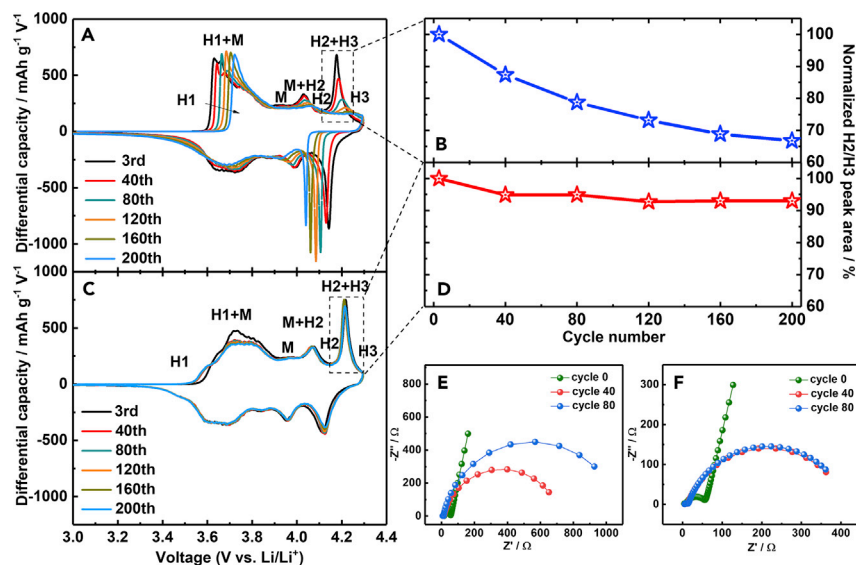 A
H1+M
H2+H3
M+H2
M
H2
H3
H1
Differential capacity / mAh g⁻¹ V⁻¹
1000
500
0
-500
-1000
3rd
40th
80th
120th
160th
200th
B
100
90
80
70
60
Normalized H2/H3 peak area / %
D
100
90
80
70
60
0 40 80 120 160 200
Cycle number
C
H1+M
H2+H3
M+H2
M
H2
H3
H1
Differential capacity / mAh g⁻¹ V⁻¹
1000
500
0
-500
-1000
3rd
40th
80th
120th
160th
200th
3.0 3.2 3.4 3.6 3.8 4.0 4.2 4.4
Voltage (V vs. Li/Li⁺)
E
cycle 0
cycle 40
cycle 80
-Z'' / Ω
-800
-600
-400
-200
0
0 200 400 600 800 1000
Z' / Ω
F
cycle 0
cycle 40
cycle 80
-Z'' / Ω
300
200
100
0
0 100 200 300 400
Z' / Ω